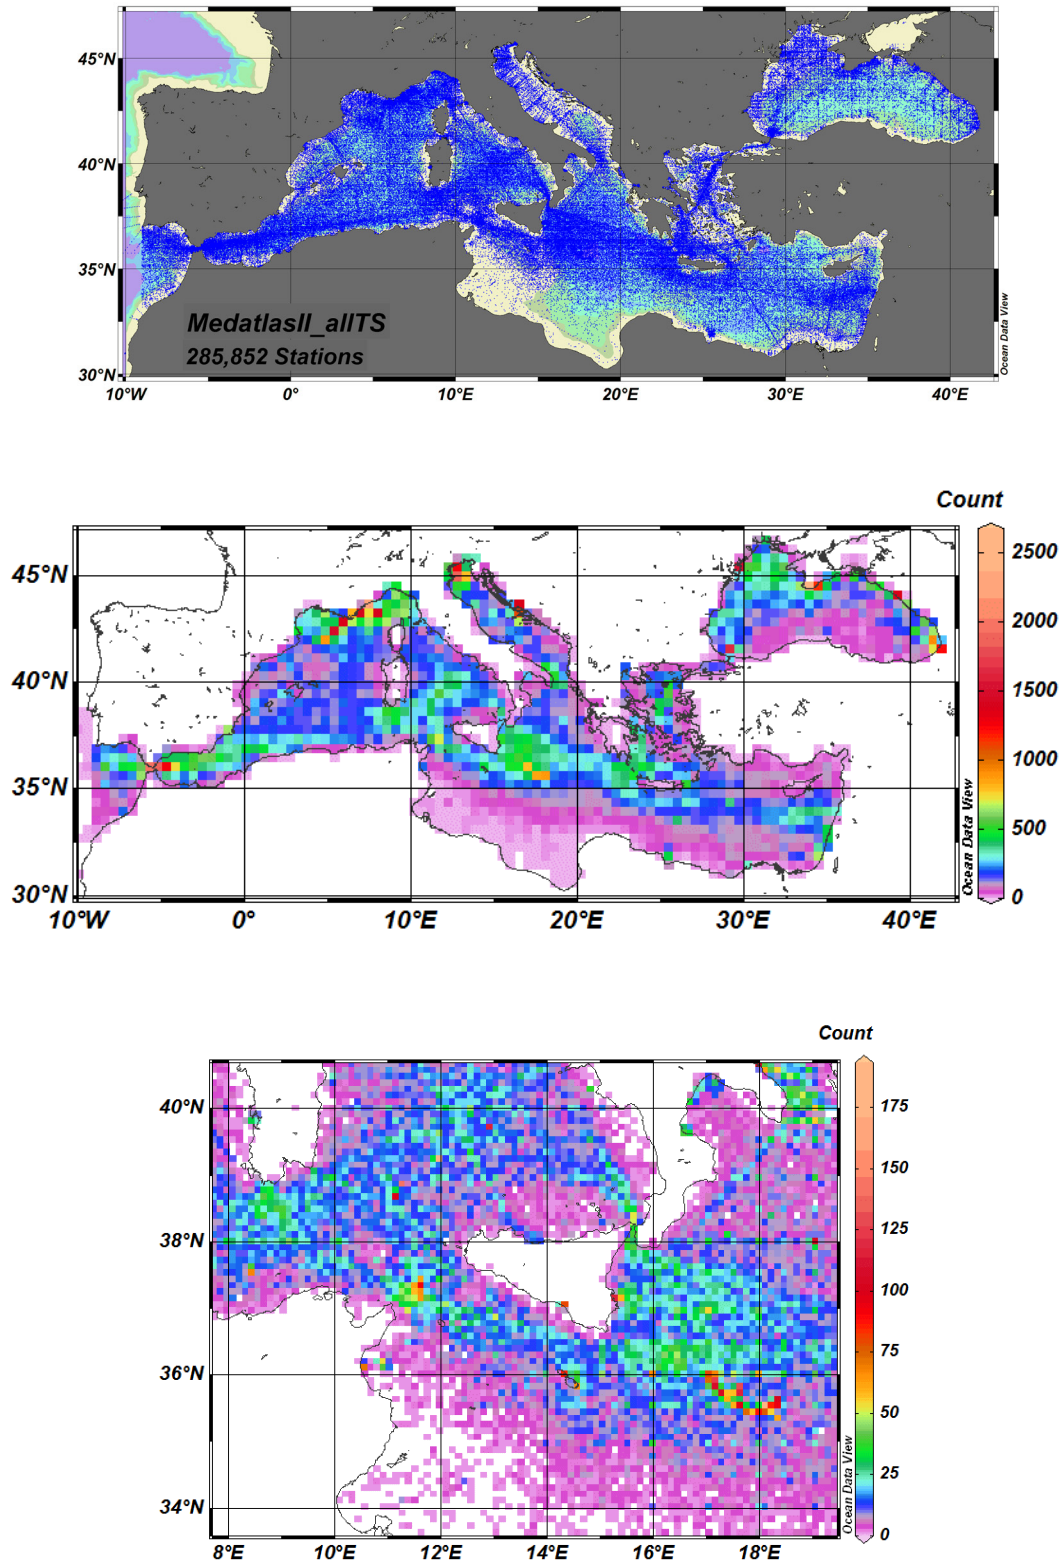 45°N
40°N
35°N
30°N
MedatlasII_allTS
285,852 Stations
Ocean Data View
10°W 0° 10°E 20°E 30°E 40°E
Count
45°N
40°N
35°N
30°N
2500
2000
1500
1000
500
0
Ocean Data View
10°W 0° 10°E 20°E 30°E 40°E
Count
40°N
38°N
36°N
34°N
175
150
125
100
75
50
25
0
Ocean Data View
8°E 10°E 12°E 14°E 16°E 18°E